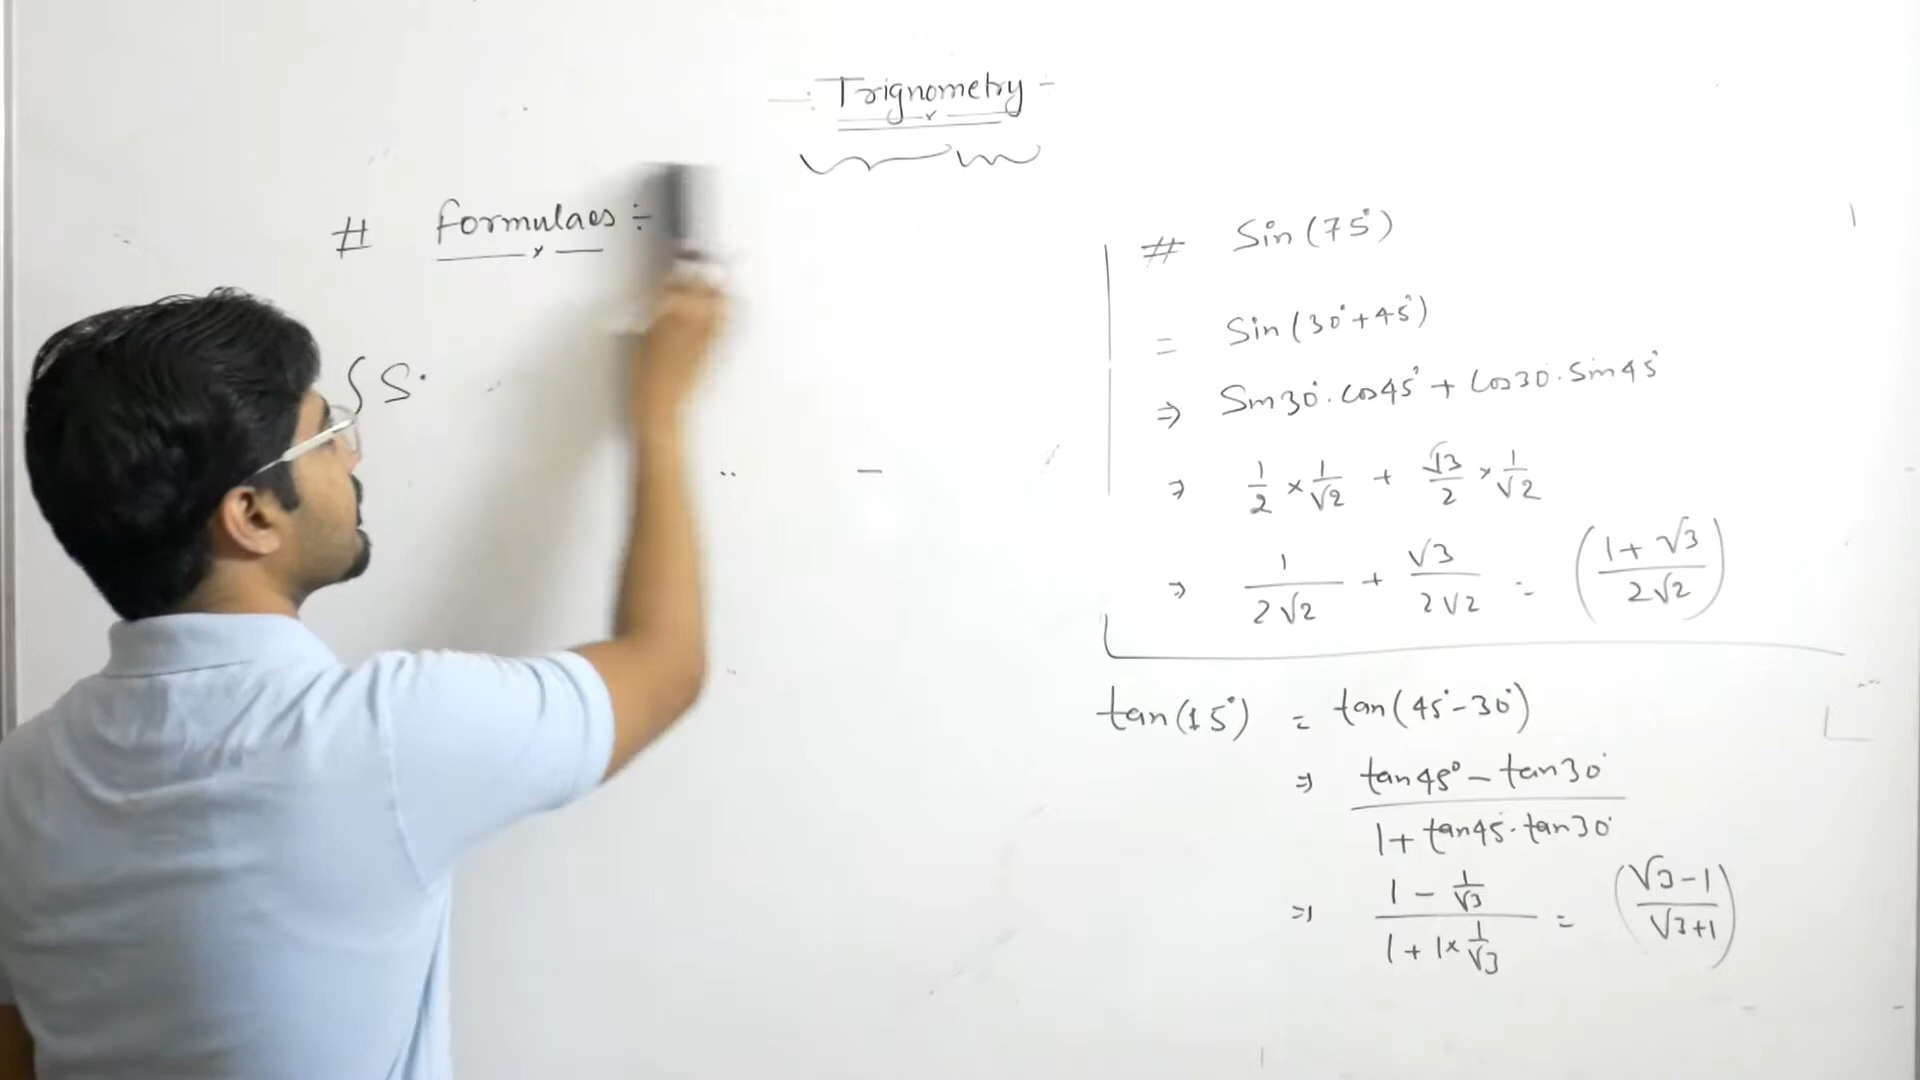 -: Trignometry -
# formulaes :-
∫ S
# Sin(75°)
= Sin(30°+45°)
⇒ Sin30°.cos45° + Cos30.Sin45°
⇒ 1/2 × 1/√2 + √3/2 × 1/√2
⇒ 1/2√2 + √3/2√2 = (1+√3/2√2)
tan(15°) = tan(45°-30°)
⇒ tan45° - tan30°/1+tan45.tan30°
⇒ 1 - 1/√3/1+1×1/√3 = (√3-1/√3+1)